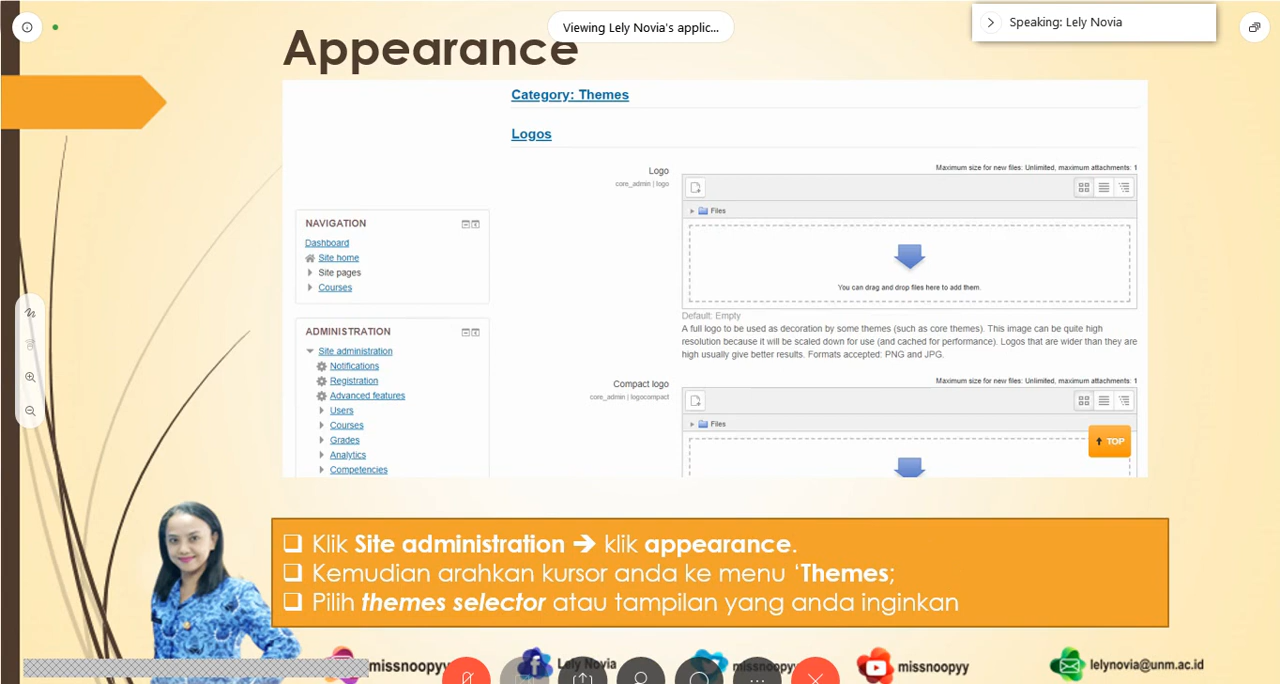 Viewing Lely Novia's applic...
Speaking: Lely Novia
Appearance
Category: Themes
Logos
Logo
core_admin | logo
Maximum size for new files: Unlimited, maximum attachments: 1
Files
You can drag and drop files here to add them.
Default: Empty
A full logo to be used as decoration by some themes (such as core themes). This image can be quite high
resolution because it will be scaled down for use (and cached for performance). Logos that are wider than they are
high usually give better results. Formats accepted: PNG and JPG.
Compact logo
core_admin | logocompact
Maximum size for new files: Unlimited, maximum attachments: 1
Files
TOP
NAVIGATION
Dashboard
Site home
Site pages
Courses
ADMINISTRATION
Site administration
Notifications
Registration
Advanced features
Users
Courses
Grades
Analytics
Competencies
Klik Site administration ➔ klik appearance.
Kemudian arahkan kursor anda ke menu ‘Themes;
Pilih themes selector atau tampilan yang anda inginkan
missnoopyy
Lely Novia
missnoopyy
missnoopyy
lelynovia@unm.ac.id